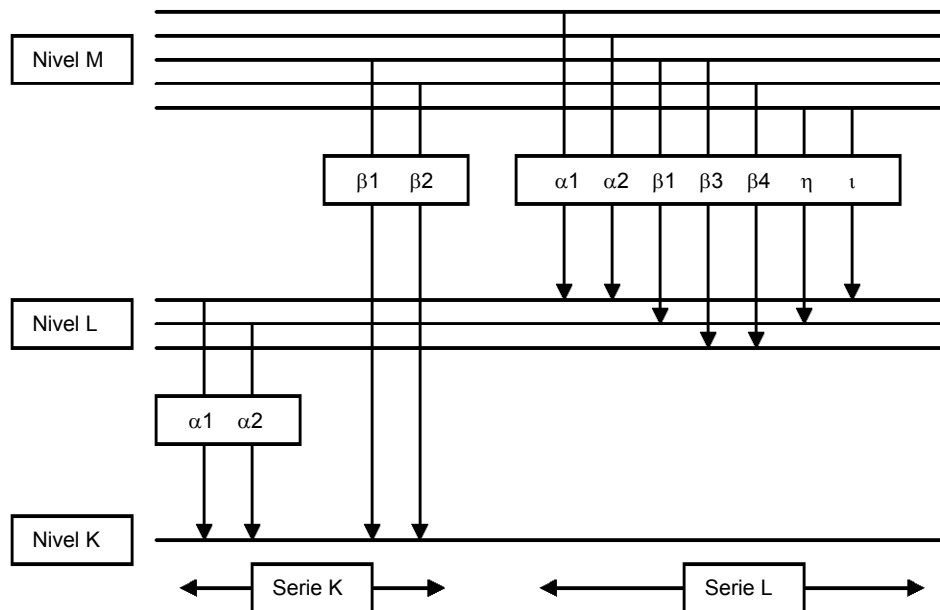 Nivel M
β1 β2
α1 α2 β1 β3 β4 η ι
Nivel L
α1 α2
Nivel K
Serie K
Serie L